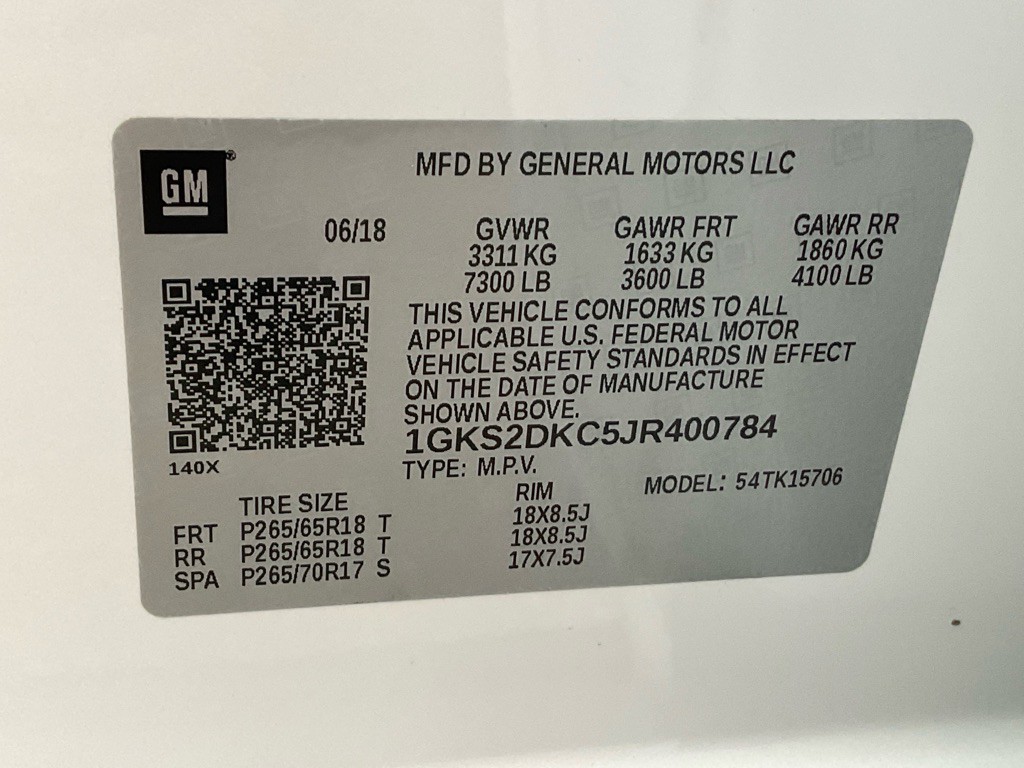 GM
MFD BY GENERAL MOTORS LLC
06/18 GVWR GAWR FRT GAWR RR
3311 KG 1633 KG 1860 KG
7300 LB 3600 LB 4100 LB
THIS VEHICLE CONFORMS TO ALL
APPLICABLE U.S. FEDERAL MOTOR
VEHICLE SAFETY STANDARDS IN EFFECT
ON THE DATE OF MANUFACTURE
SHOWN ABOVE.
1GKS2DKC5JR400784
140X
TYPE: M.P.V.
MODEL: 54TK15706
TIRE SIZE RIM
FRT P265/65R18 T 18X8.5J
RR P265/65R18 T 18X8.5J
SPA P265/70R17 S 17X7.5J